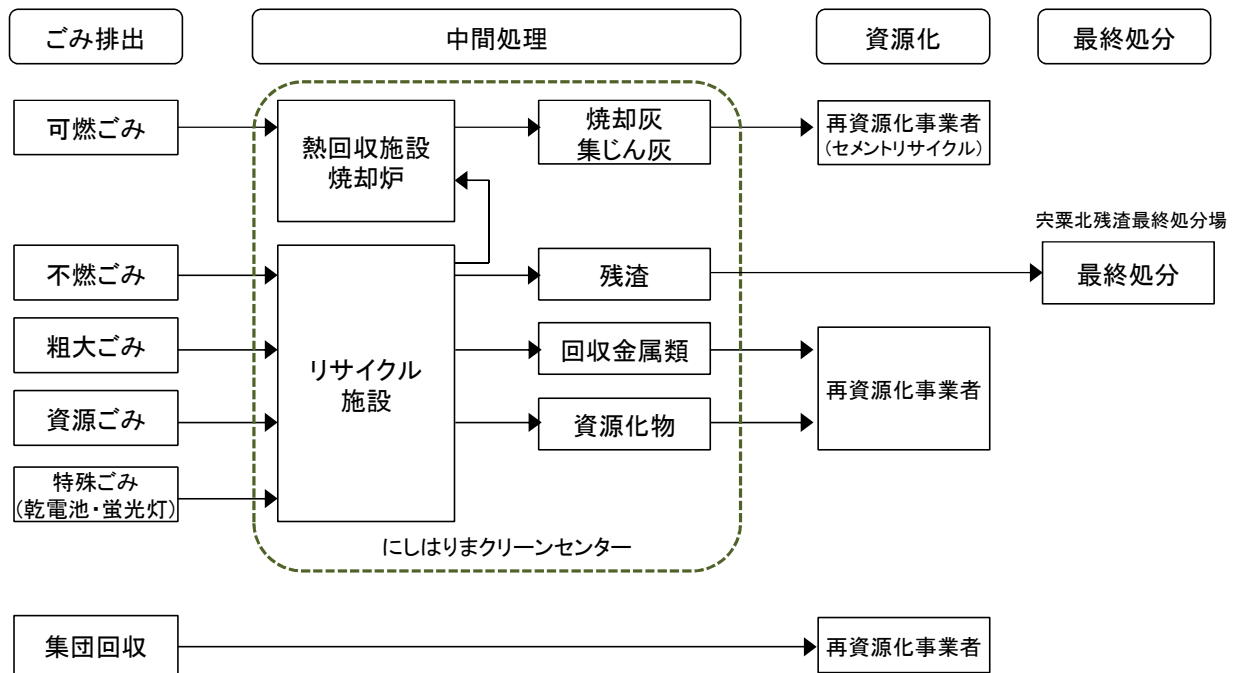 ごみ排出
中間処理
資源化
最終処分
可燃ごみ
熱回収施設
焼却炉
焼却灰
集じん灰
再資源化事業者
(セメントリサイクル)
宍粟北残渣最終処分場
不燃ごみ
残渣
最終処分
粗大ごみ
リサイクル
施設
回収金属類
再資源化事業者
資源ごみ
資源化物
特殊ごみ
(乾電池・蛍光灯)
にしはりまクリーンセンター
集団回収
再資源化事業者